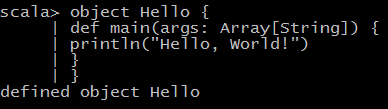 scala> object Hello {
     | def main(args: Array[String]) {
     | println("Hello, World!")
     | }
     | }
defined object Hello